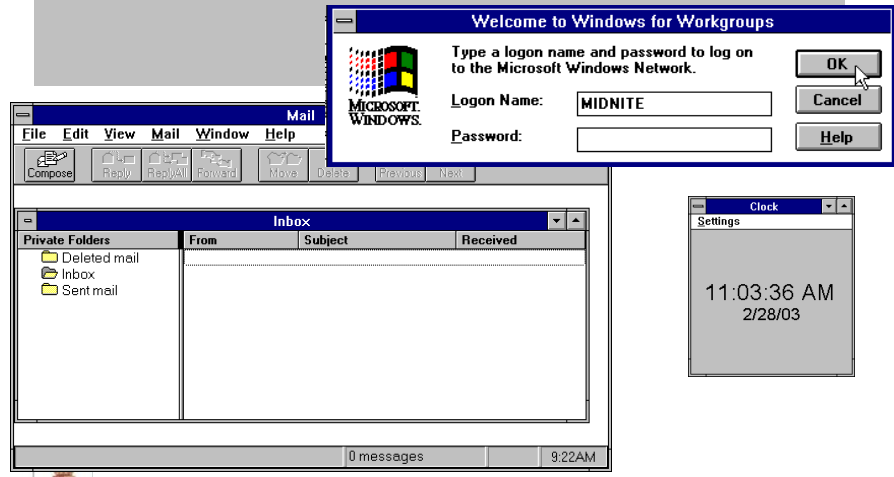 Welcome to Windows for Workgroups
Type a logon name and password to log on
to the Microsoft Windows Network.
OK
Logon Name:
MIDNITE
Cancel
Password:
Help
MICROSOFT.
WINDOWS.
Mail
File Edit View Mail Window Help
Compose Reply ReplyAll Forward Move Delete Previous Next
Inbox
Private Folders From Subject Received
Deleted mail
Inbox
Sent mail
0 messages 9:22AM
Clock
Settings
11:03:36 AM
2/28/03